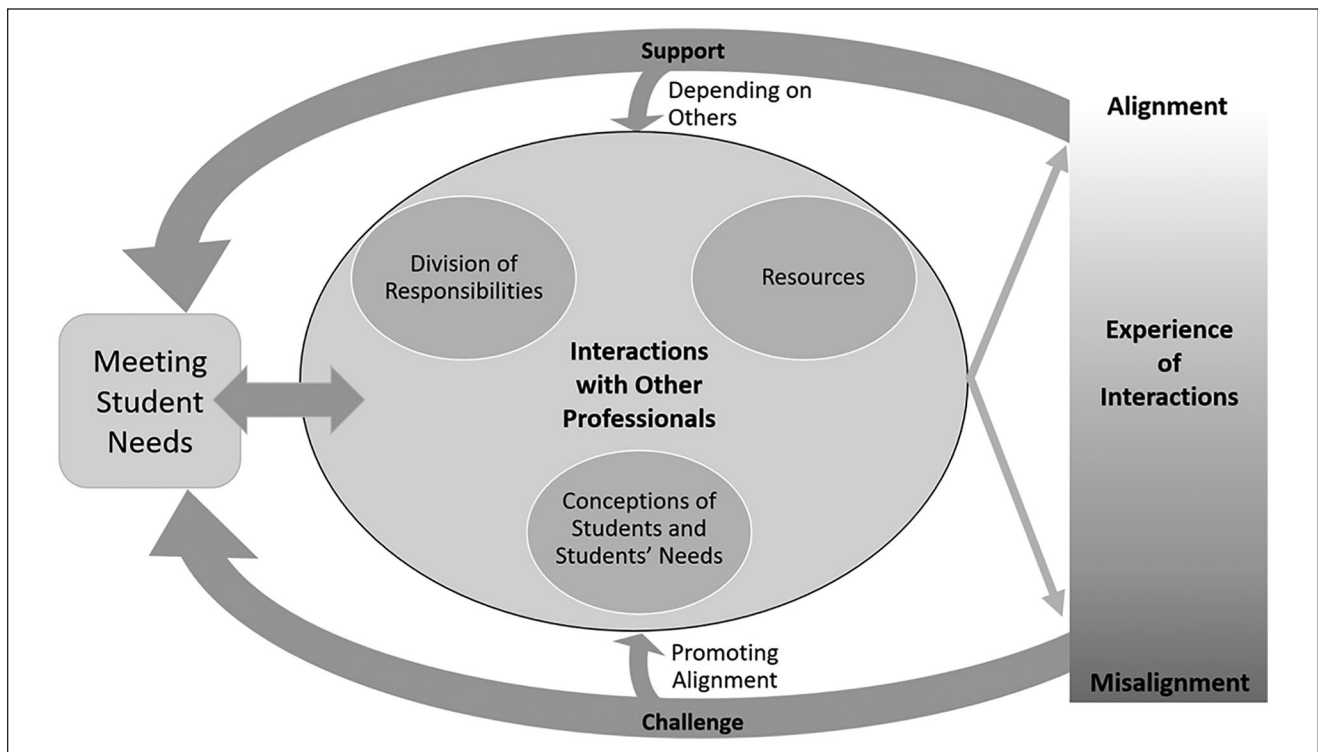 Support
Depending on
Others
Alignment
Division of
Responsibilities
Resources
Interactions
with Other
Professionals
Experience
of
Interactions
Meeting
Student
Needs
Conceptions of
Students and
Students’ Needs
Promoting
Alignment
Misalignment
Challenge